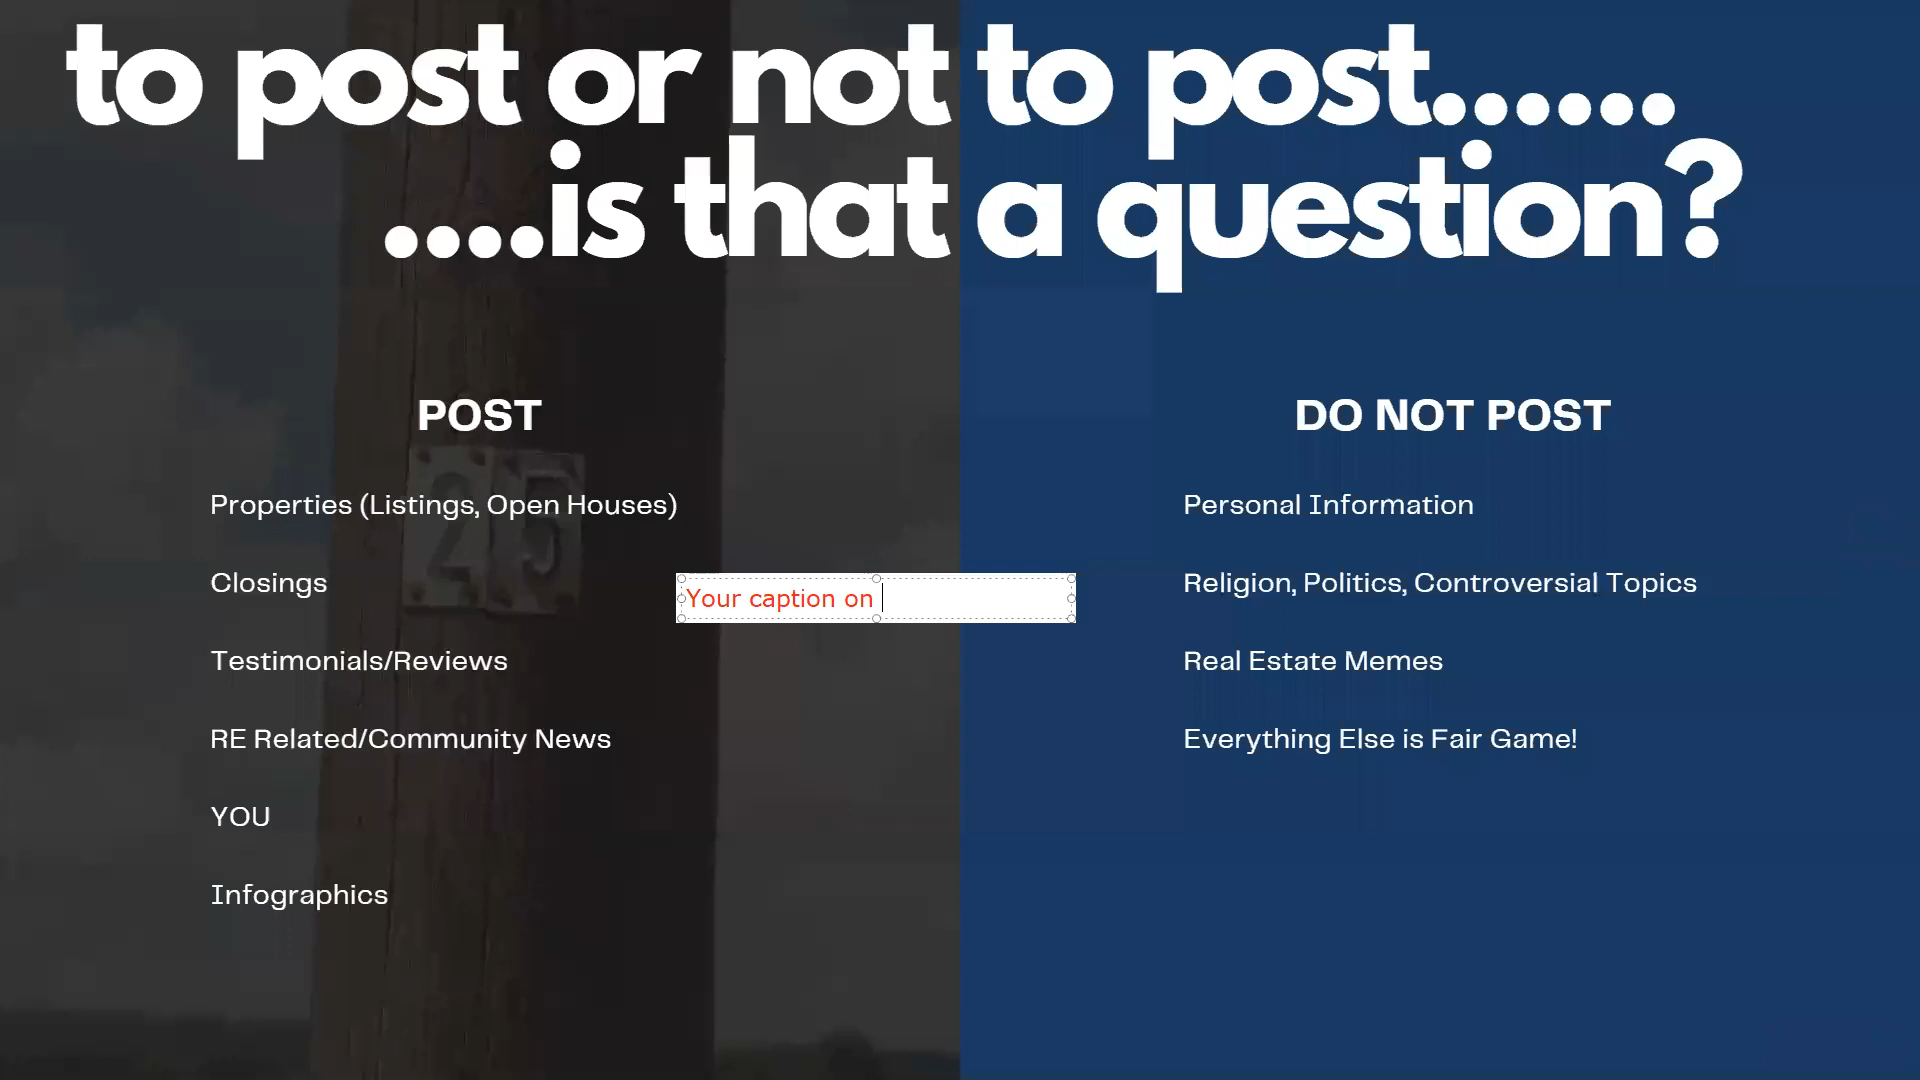 to post or not to post......
....is that a question?
POST
Properties (Listings, Open Houses)
Closings
Testimonials/Reviews
RE Related/Community News
YOU
Infographics
25
Your caption on
DO NOT POST
Personal Information
Religion, Politics, Controversial Topics
Real Estate Memes
Everything Else is Fair Game!